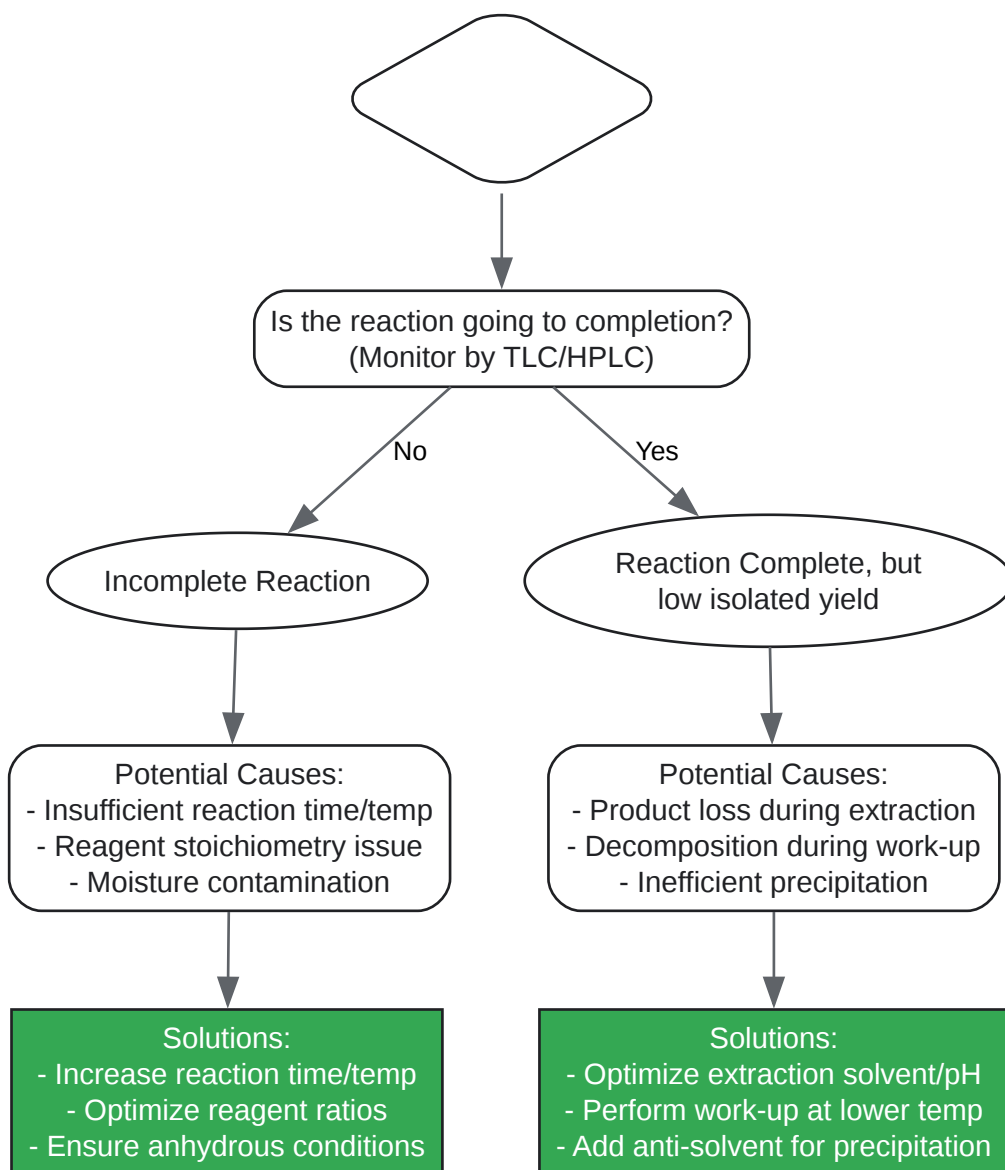 Is the reaction going to completion?
(Monitor by TLC/HPLC)
No
Yes
Incomplete Reaction
Reaction Complete, but
low isolated yield
Potential Causes:
- Insufficient reaction time/temp
- Reagent stoichiometry issue
- Moisture contamination
Potential Causes:
- Product loss during extraction
- Decomposition during work-up
- Inefficient precipitation
Solutions:
- Increase reaction time/temp
- Optimize reagent ratios
- Ensure anhydrous conditions
Solutions:
- Optimize extraction solvent/pH
- Perform work-up at lower temp
- Add anti-solvent for precipitation